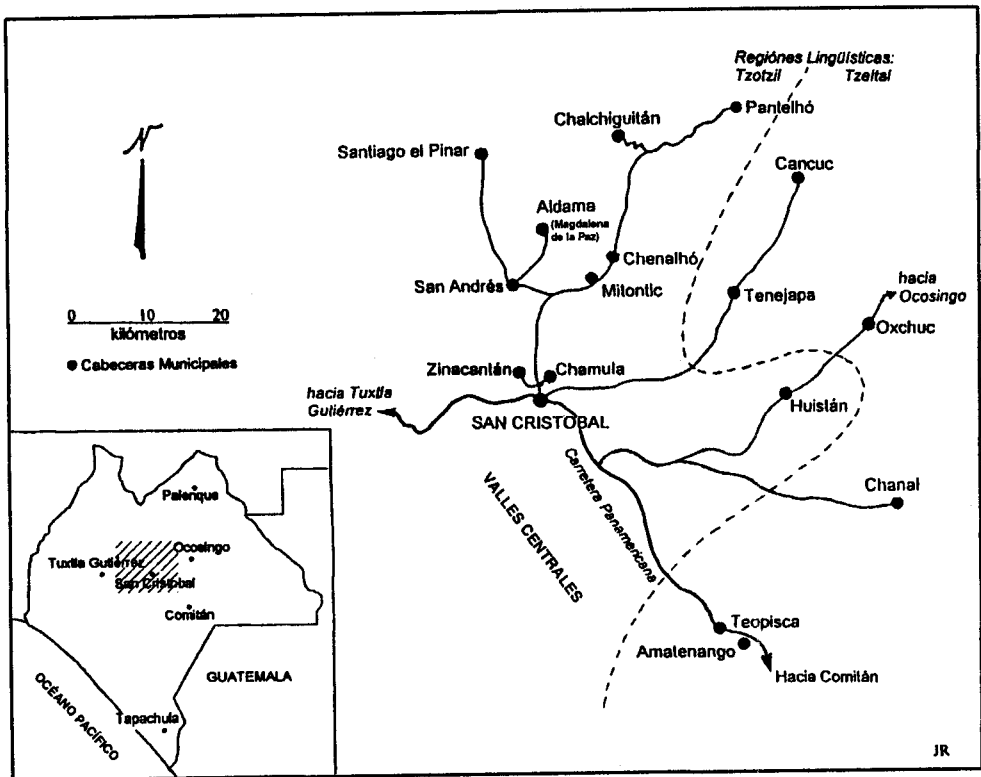 Regiónes Lingüísticas:
Tzotzil Tzeltal
Pantelhó
Chalchiguitán
Santiago el Pinar
Cancuc
Aldama
(Magdalena
de la Paz)
Chenalhó
San Andrés
Mitontic
Tenejapa
hacia
Ocosingo
Oxchuc
N
0 10 20
kilómetros
Cabeceras Municipales
Zinacantán
Chamula
hacia Tuxtla
Gutiérrez
SAN CRISTOBAL
Huistán
Chanal
Carretera Panamericana
VALLES CENTRALES
Teopisca
Amatenango
Hacia Comitán
Palenque
Ocosingo
Tuxtla Gutiérrez
San Cristobal
Comitán
GUATEMALA
OCÉANO PACÍFICO
Tapachula
JR